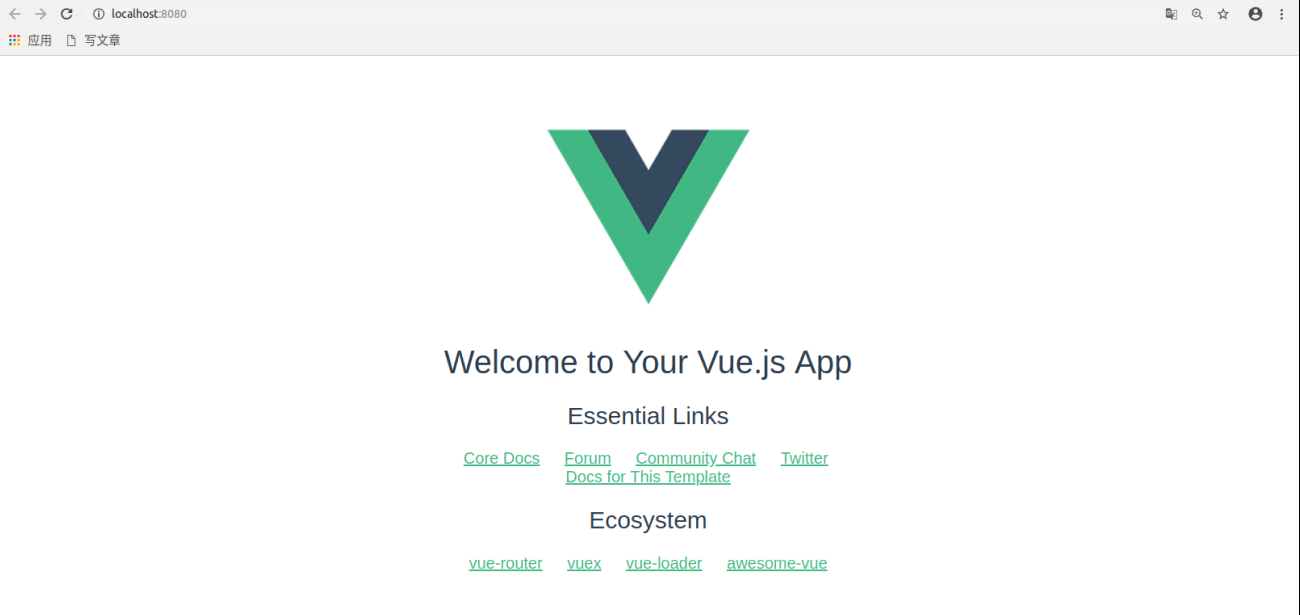 localhost:8080
应用 写文章
Welcome to Your Vue.js App
Essential Links
Core Docs Forum Community Chat Twitter
Docs for This Template
Ecosystem
vue-router vuex vue-loader awesome-vue